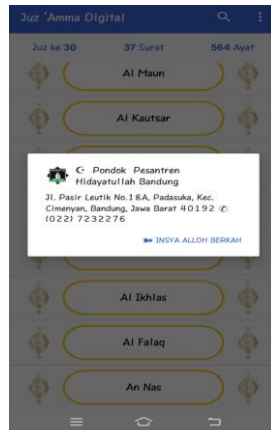 Juz 'Amma Digital
Juz ke 30 37 Surat 564 Ayat
Al Maun
Al Kautsar
☪ Pondok Pesantren
Hidayatullah Bandung
Jl. Pasir Leutik No.18A, Padasuka, Kec.
Cimenyan, Bandung, Jawa Barat 40192 ✆
(022) 7232276
➽ INSYA ALLOH BERKAH
Al Ikhlas
Al Falaq
An Nas